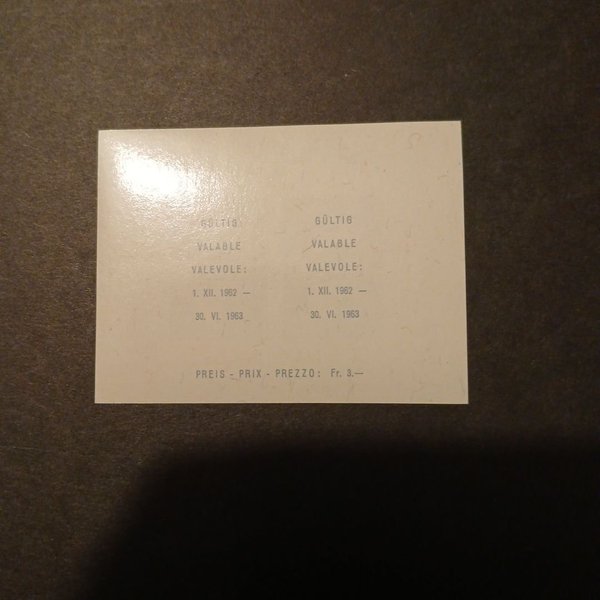 GÜLTIG
VALABLE
VALEVOLE:
1. XII. 1962 —
30. VI. 1963
GÜLTIG
VALABLE
VALEVOLE:
1. XII. 1962 —
30. VI. 1963
PREIS - PRIX - PREZZO: Fr. 3.—